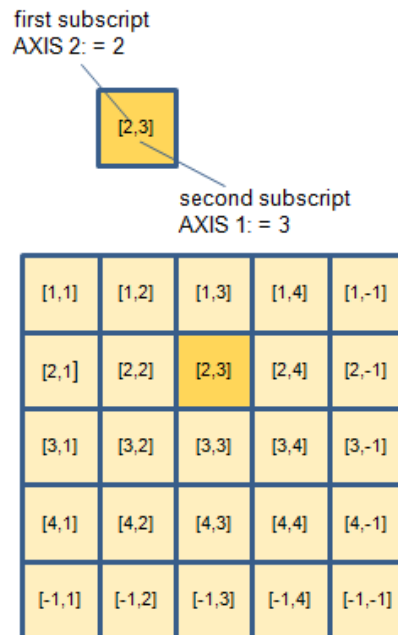 first subscript
AXIS 2: = 2
[2,3]
second subscript
AXIS 1: = 3
[1,1] [1,2] [1,3] [1,4] [1,-1]
[2,1] [2,2] [2,3] [2,4] [2,-1]
[3,1] [3,2] [3,3] [3,4] [3,-1]
[4,1] [4,2] [4,3] [4,4] [4,-1]
[-1,1] [-1,2] [-1,3] [-1,4] [-1,-1]